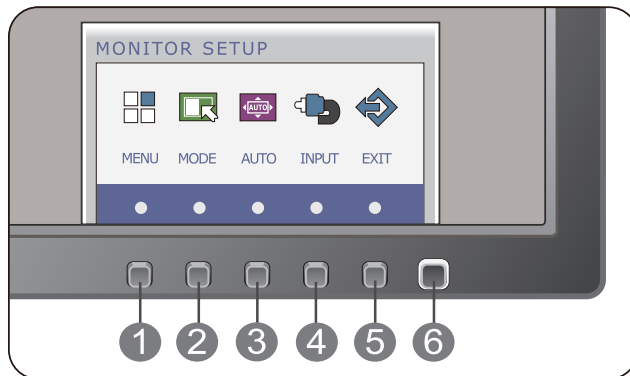 MONITOR SETUP
AUTO
MENU MODE AUTO INPUT EXIT
1 2 3 4 5 6